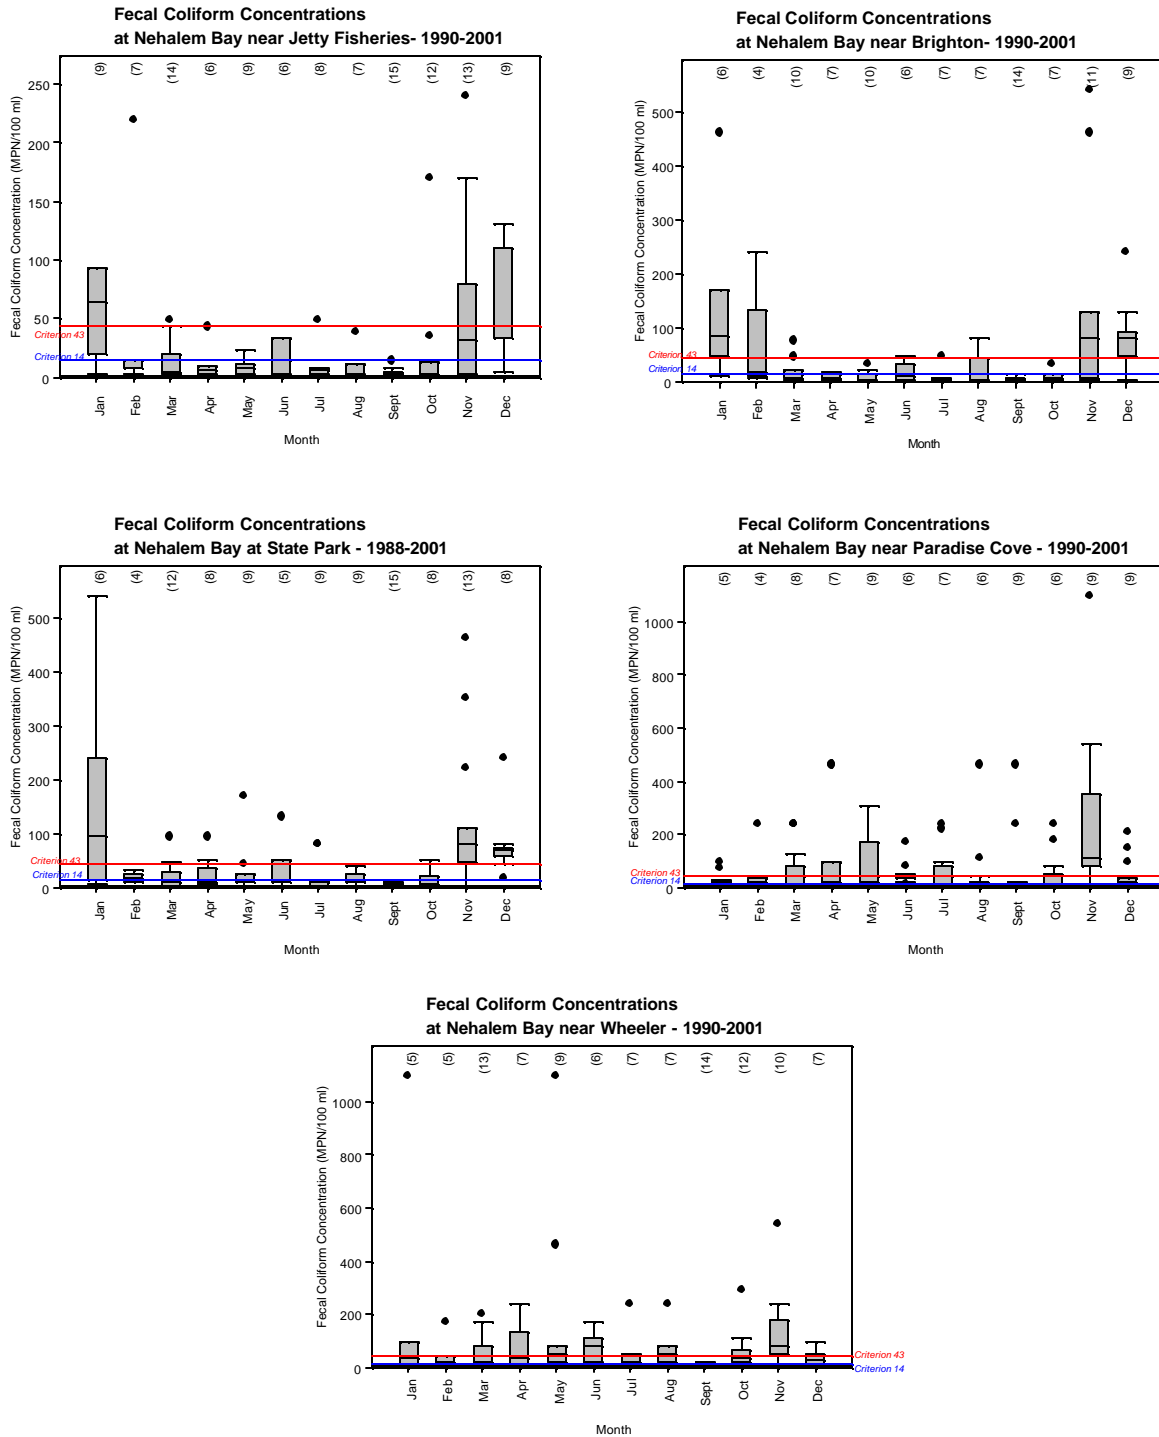 Fecal Coliform Concentrations
at Nehalem Bay near Jetty Fisheries- 1990-2001
(9) (7) (14) (6) (9) (6) (8) (7) (15) (12) (13) (9)
Fecal Coliform Concentration (MPN/100 ml)
250
200
150
100
50
0
Criterion 43
Criterion 14
Jan Feb Mar Apr May Jun Jul Aug Sept Oct Nov Dec
Month
Fecal Coliform Concentrations
at Nehalem Bay near Brighton- 1990-2001
(6) (4) (10) (7) (10) (6) (7) (7) (14) (7) (11) (9)
Fecal Coliform Concentration (MPN/100 ml)
500
400
300
200
100
0
Criterion 43
Criterion 14
Jan Feb Mar Apr May Jun Jul Aug Sept Oct Nov Dec
Month
Fecal Coliform Concentrations
at Nehalem Bay at State Park - 1988-2001
(6) (4) (12) (8) (9) (5) (9) (9) (15) (8) (13) (8)
Fecal Coliform Concentration (MPN/100 ml)
500
400
300
200
100
0
Criterion 43
Criterion 14
Jan Feb Mar Apr May Jun Jul Aug Sept Oct Nov Dec
Month
Fecal Coliform Concentrations
at Nehalem Bay near Paradise Cove - 1990-2001
(5) (4) (8) (7) (9) (6) (7) (6) (9) (6) (9) (9)
Fecal Coliform Concentration (MPN/100 ml)
1000
800
600
400
200
0
Criterion 43
Criterion 14
Jan Feb Mar Apr May Jun Jul Aug Sept Oct Nov Dec
Month
Fecal Coliform Concentrations
at Nehalem Bay near Wheeler - 1990-2001
(5) (5) (13) (7) (9) (6) (7) (7) (14) (12) (10) (7)
Fecal Coliform Concentration (MPN/100 ml)
1000
800
600
400
200
0
Criterion 43
Criterion 14
Jan Feb Mar Apr May Jun Jul Aug Sept Oct Nov Dec
Month